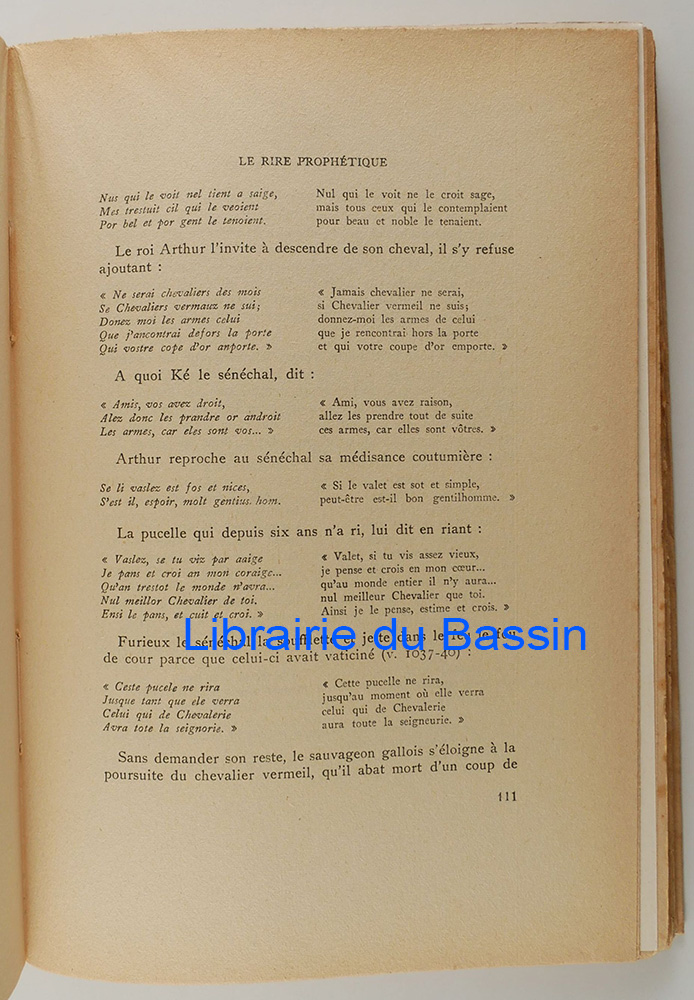 LE RIRE PROPHÉTIQUE
Nus qui le voit nel tient a saige,
Mes trestuit cil qui le veoient
Por bel et por gent le tenoient.
Nul qui le voit ne le croit sage,
mais tous ceux qui le contemplaient
pour beau et noble le tenaient.
Le roi Arthur l'invite à descendre de son cheval, il s'y refuse
ajoutant :
« Ne serai chevaliers des mois
Se Chevaliers vermauz ne sui;
Donez moi les armes celui
Que j'ancontrai defors la porte
Qui vostre cope d'or anporte. »
« Jamais chevalier ne serai,
si Chevalier vermeil ne suis;
donnez-moi les armes de celui
que je rencontrai hors la porte
et qui votre coupe d'or emporte. »
A quoi Ké le sénéchal, dit :
« Amis, vos avez droit,
Alez donc les prandre or androit
Les armes, car eles sont vos... »
« Ami, vous avez raison,
allez les prendre tout de suite
ces armes, car elles sont vôtres. »
Arthur reproche au sénéchal sa médisance coutumière :
Se li vaslez est fos et nices,
S'est il, espoir, molt gentius hom.
« Si le valet est sot et simple,
peut-être est-il bon gentilhomme. »
La pucelle qui depuis six ans n'a ri, lui dit en riant :
« Vaslez, se tu viz par aaige
Je pans et croi an mon coraige...
Qu'an trestot le monde n'avra...
Nul meillor Chevalier de toi.
Ensi le pans, et cuit et croi. »
« Valet, si tu vis assez vieux,
je pense et crois en mon cœur...
qu'au monde entier il n'y aura...
nul meilleur Chevalier que toi.
Ainsi je le pense, estime et crois. »
Librairie du Bassin
Furieux le sénéchal la soufflette et jette dans le feu le fou
de cour parce que celui-ci avait vaticiné (v. 1037-40) :
« Ceste pucele ne rira
Jusque tant que ele verra
Celui qui de Chevalerie
Avra tote la seignorie. »
« Cette pucelle ne rira,
jusqu'au moment où elle verra
celui qui de Chevalerie
aura toute la seigneurie. »
Sans demander son reste, le sauvageon gallois s'éloigne à la
poursuite du chevalier vermeil, qu'il abat mort d'un coup de
111